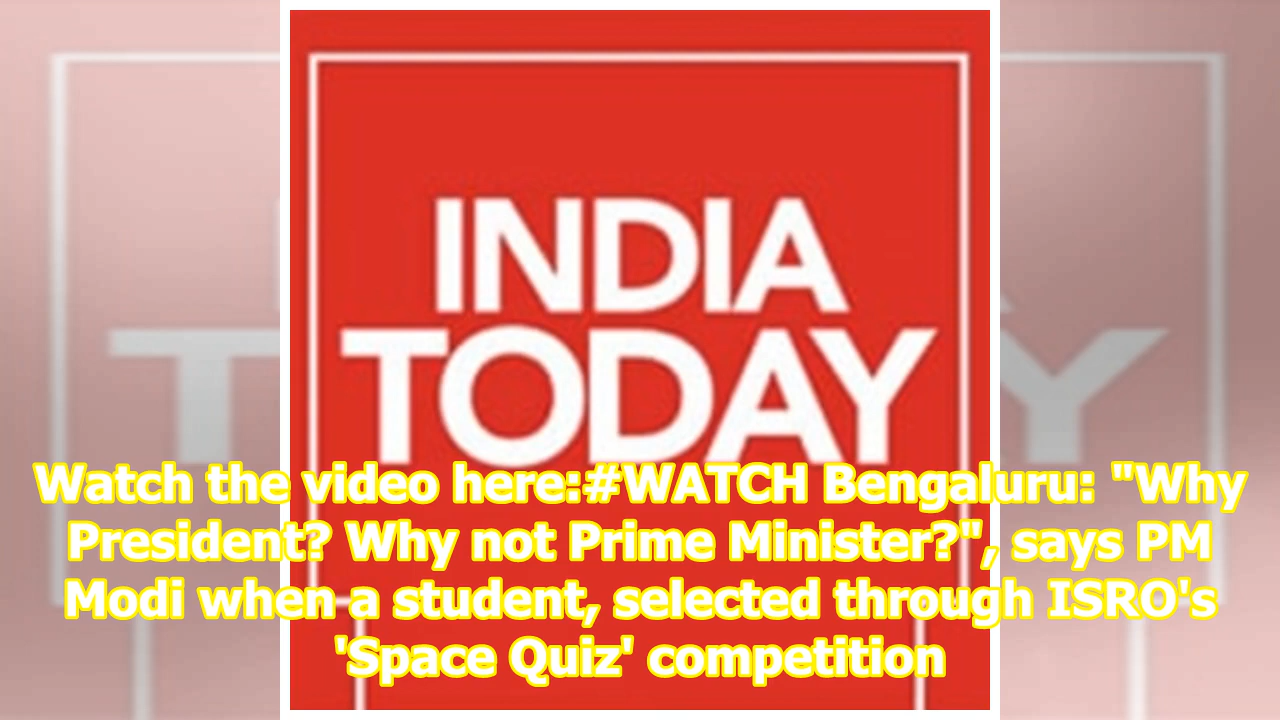 INDIA
TODAY
Watch the video here:#WATCH Bengaluru: "Why
President? Why not Prime Minister?", says PM
Modi when a student, selected through ISRO's
'Space Quiz' competition